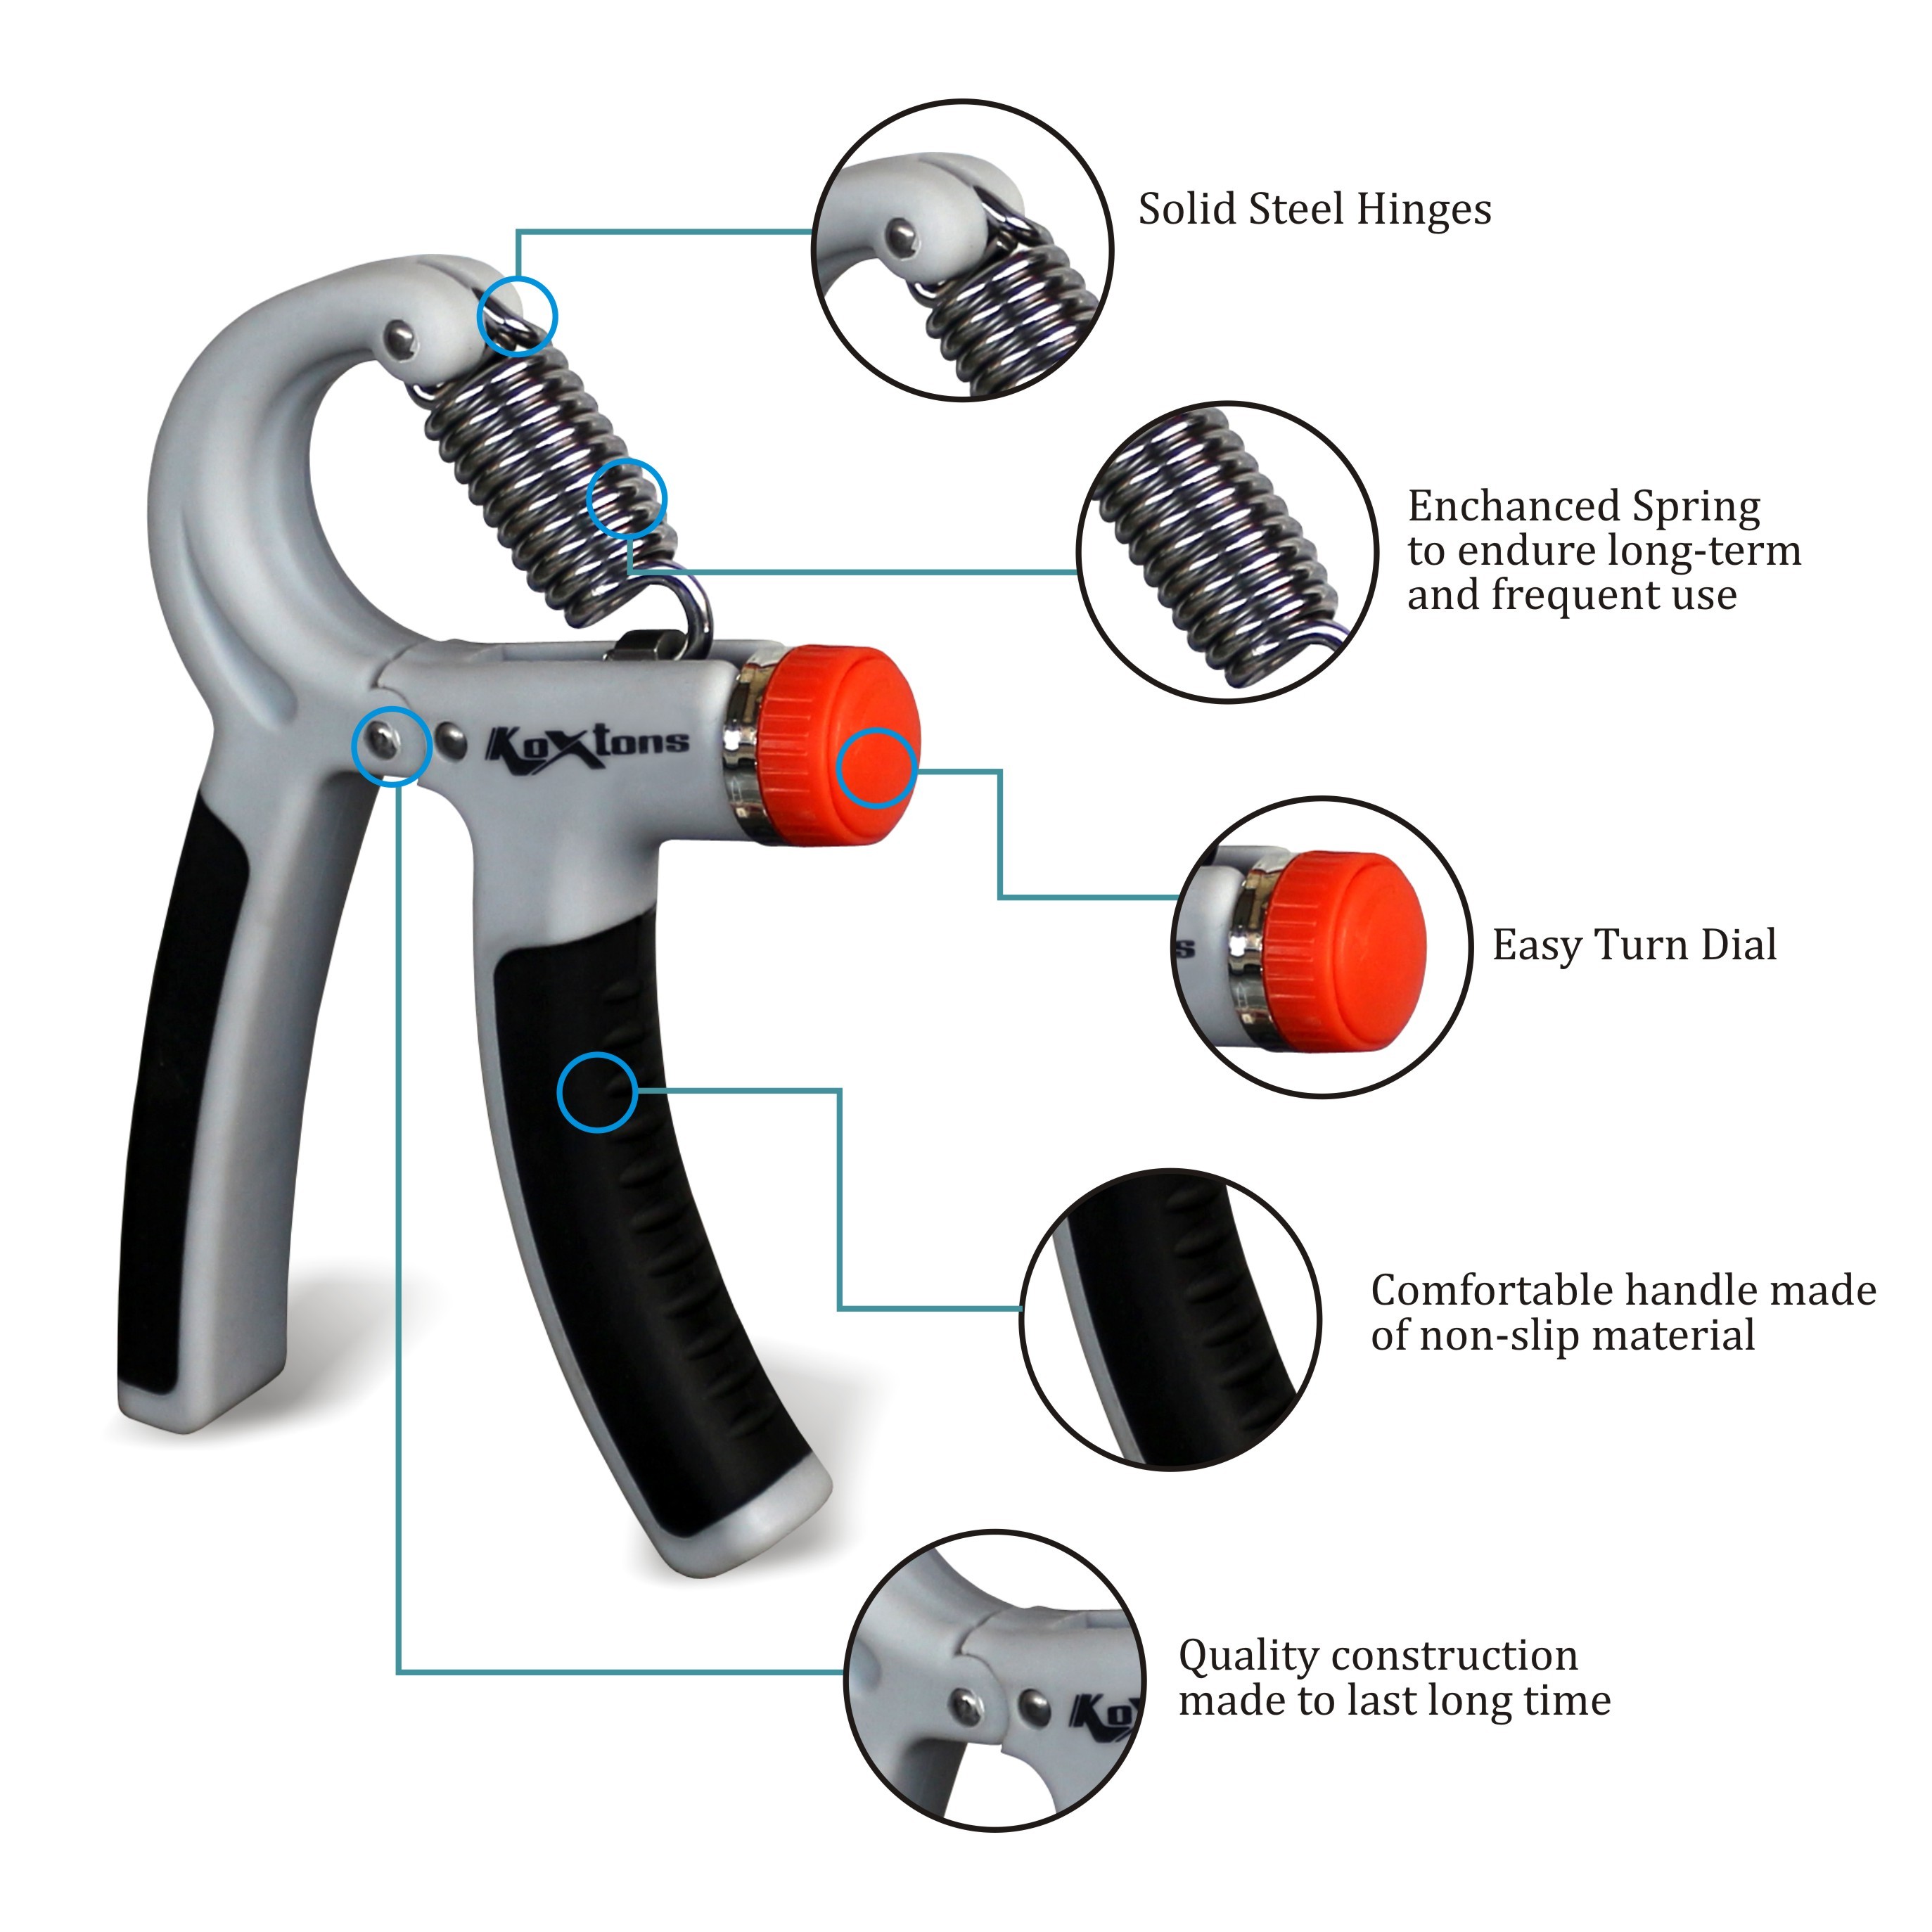 Solid Steel Hinges
Enchanced Spring
to endure long-term
and frequent use
Koxtons
s
Easy Turn Dial
Comfortable handle made
of non-slip material
Quality construction
made to last long time
Kox